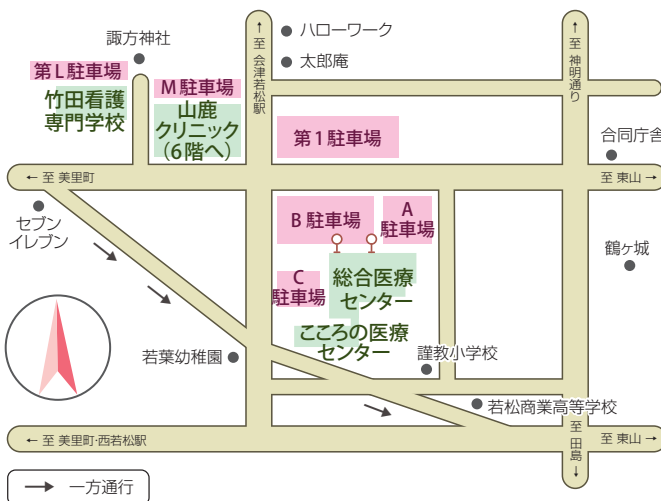 諏方神社
第L駐車場
竹田看護
専門学校
M駐車場
山鹿
クリニック
(6階へ)
↑至 会津若松駅
ハローワーク
太郎庵
第1駐車場
↑至 神明通り
合同庁舎
← 至 美里町
至 東山 →
セブン
イレブン
B 駐車場
A
駐車場
鶴ヶ城
C
駐車場
総合医療
センター
こころの医療
センター
若葉幼稚園
謹教小学校
若松商業高等学校
← 至 美里町・西若松駅
至 田島↓
至 東山 →
→ 一方通行